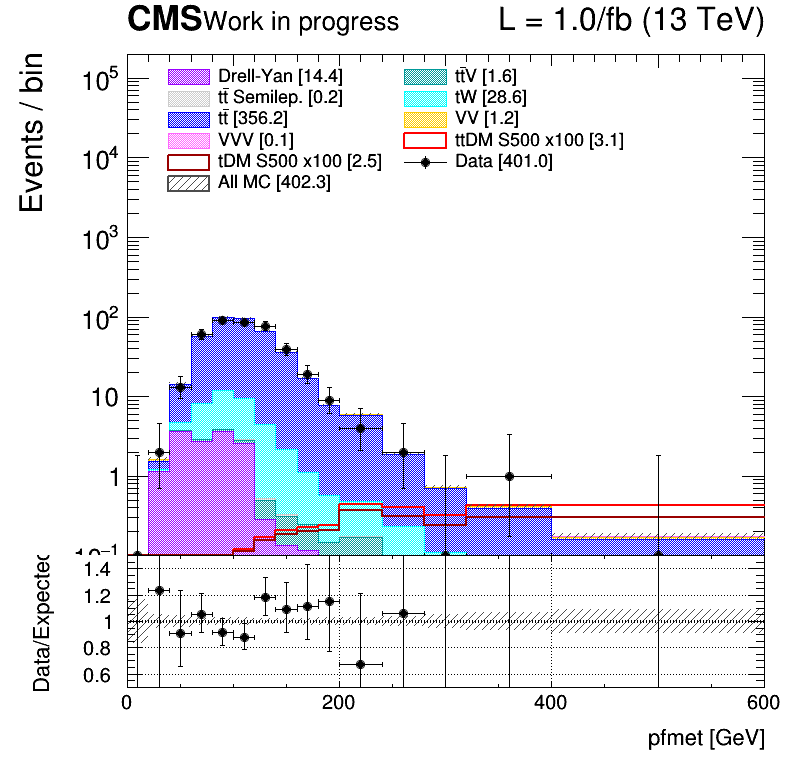 CMS Work in progress L = 1.0/fb (13 TeV)
Events / bin
10⁵
10⁴
10³
10²
10
1
10⁻¹
Drell-Yan [14.4]
tt̄V [1.6]
tt̄ Semilep. [0.2]
tW [28.6]
tt̄ [356.2]
VV [1.2]
VVV [0.1]
ttDM S500 x100 [3.1]
tDM S500 x100 [2.5]
Data [401.0]
All MC [402.3]
Data/Expected
1.4
1.2
1
0.8
0.6
0 200 400 600
pfmet [GeV]